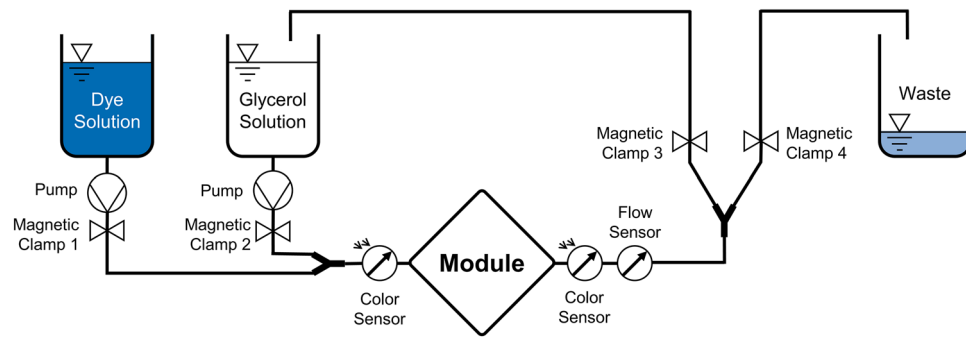 Dye
Solution
Glycerol
Solution
Waste
Magnetic
Clamp 3
Magnetic
Clamp 4
Pump
Pump
Magnetic
Clamp 1
Magnetic
Clamp 2
Flow
Sensor
Module
Color
Sensor
Color
Sensor